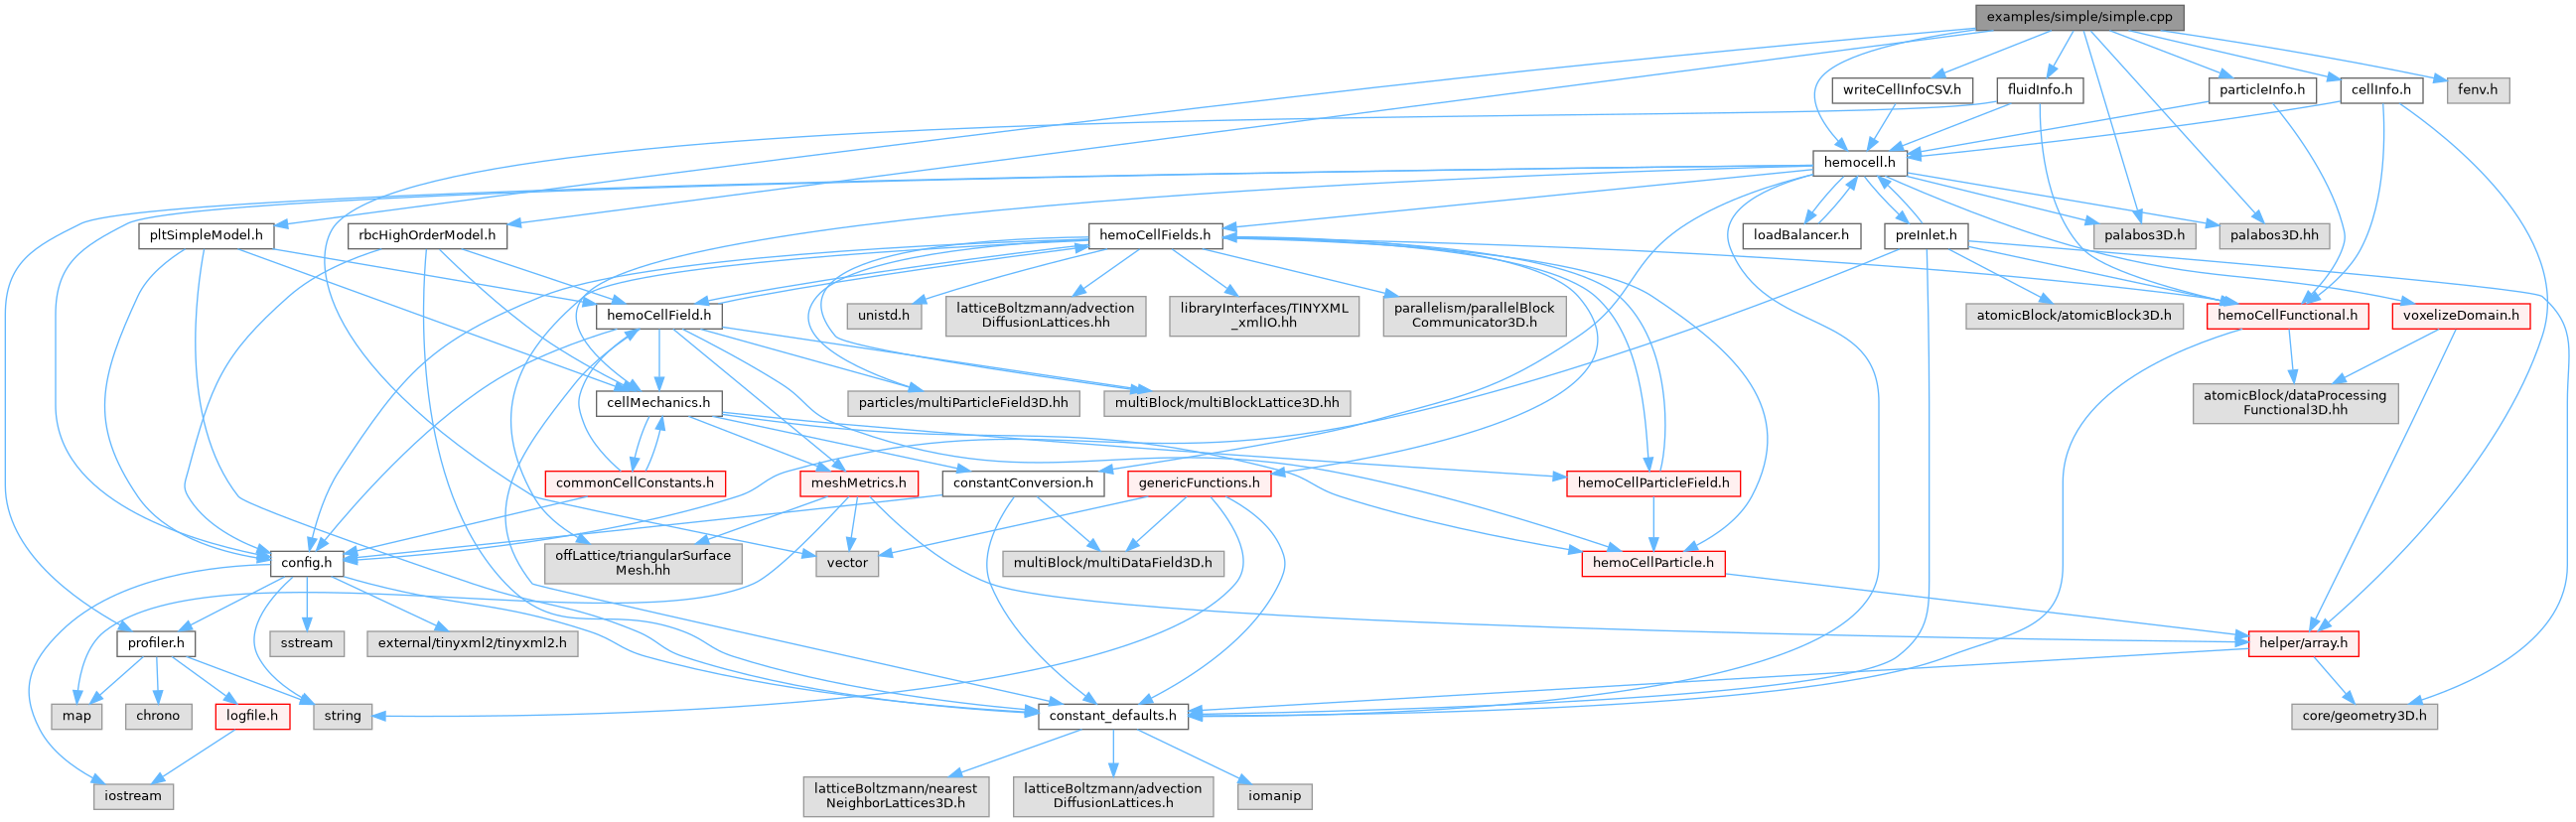 examples/simple/simple.cpp
writeCellInfoCSV.h
fluidInfo.h
particleInfo.h
cellInfo.h
fenv.h
hemocell.h
pltSimpleModel.h
rbcHighOrderModel.h
hemoCellFields.h
loadBalancer.h
preInlet.h
palabos3D.h
palabos3D.hh
hemoCellField.h
unistd.h
latticeBoltzmann/advection
DiffusionLattices.hh
libraryInterfaces/TINYXML
_xmlIO.hh
parallelism/parallelBlock
Communicator3D.h
atomicBlock/atomicBlock3D.h
hemoCellFunctional.h
voxelizeDomain.h
cellMechanics.h
particles/multiParticleField3D.hh
multiBlock/multiBlockLattice3D.hh
atomicBlock/dataProcessing
Functional3D.hh
commonCellConstants.h
meshMetrics.h
constantConversion.h
genericFunctions.h
hemoCellParticleField.h
config.h
offLattice/triangularSurface
Mesh.hh
vector
multiBlock/multiDataField3D.h
hemoCellParticle.h
profiler.h
sstream
external/tinyxml2/tinyxml2.h
helper/array.h
map
chrono
logfile.h
string
constant_defaults.h
core/geometry3D.h
iostream
latticeBoltzmann/nearest
NeighborLattices3D.h
latticeBoltzmann/advection
DiffusionLattices.h
iomanip